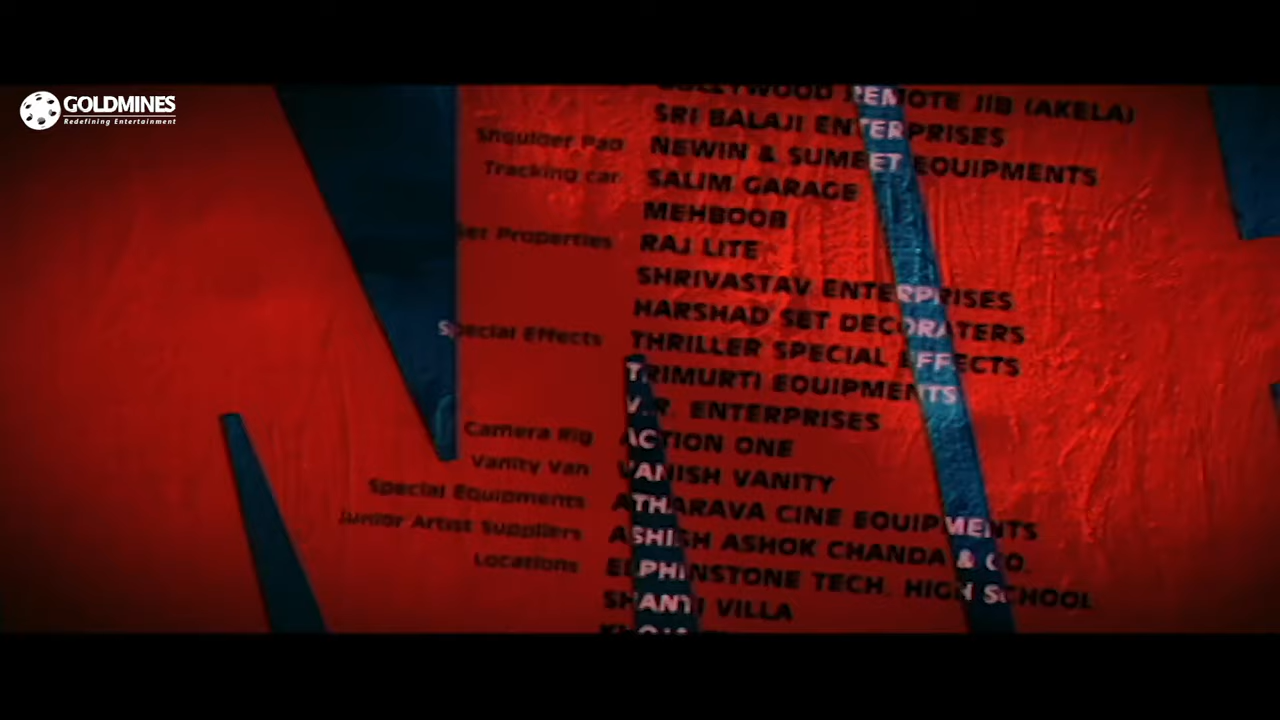 GOLDMINES
Redefining Entertainment
REMOTE JIB (AKELA)
SRI BALAJI ENTERPRISES
Shoulder Pad NEWIN & SUMEET EQUIPMENTS
Tracking car SALIM GARAGE
MEHBOOB
Set Properties RAJ LITE
SHRIVASTAV ENTERPRISES
HARSHAD SET DECORATERS
Special Effects THRILLER SPECIAL EFFECTS
TRIMURTI EQUIPMENTS
V.R. ENTERPRISES
Camera Rig ACTION ONE
Vanity Van VANISH VANITY
Special Equipments ATHARAVA CINE EQUIPMENTS
Junior Artist Suppliers ASHISH ASHOK CHANDA & CO.
Locations ELPHINSTONE TECH. HIGH SCHOOL
SHANTI VILLA